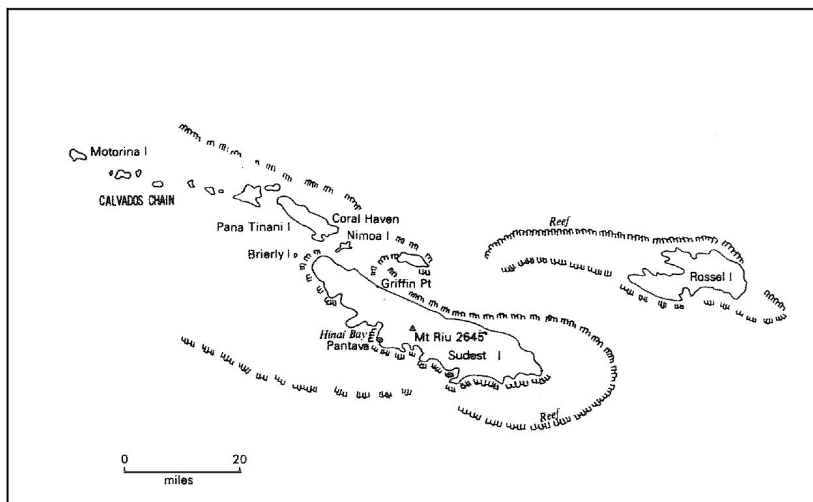 Motorina I
CALVADOS CHAIN
Pana Tinani I
Coral Haven
Nimoa I
Brierly I
Griffin Pt
Reef
Rossel I
Hinai Bay
Pantava
Mt Riu 2645
Sudest I
Reef
0 20
miles